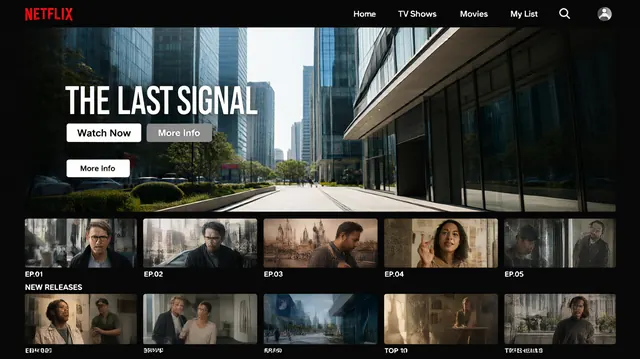 NETFLIX Home TV Shows Movies My List
THE LAST SIGNAL
Watch Now More Info
More Info
EP.01 EP.02 EP.03 EP.04 EP.05
NEW RELEASES
TOP 10